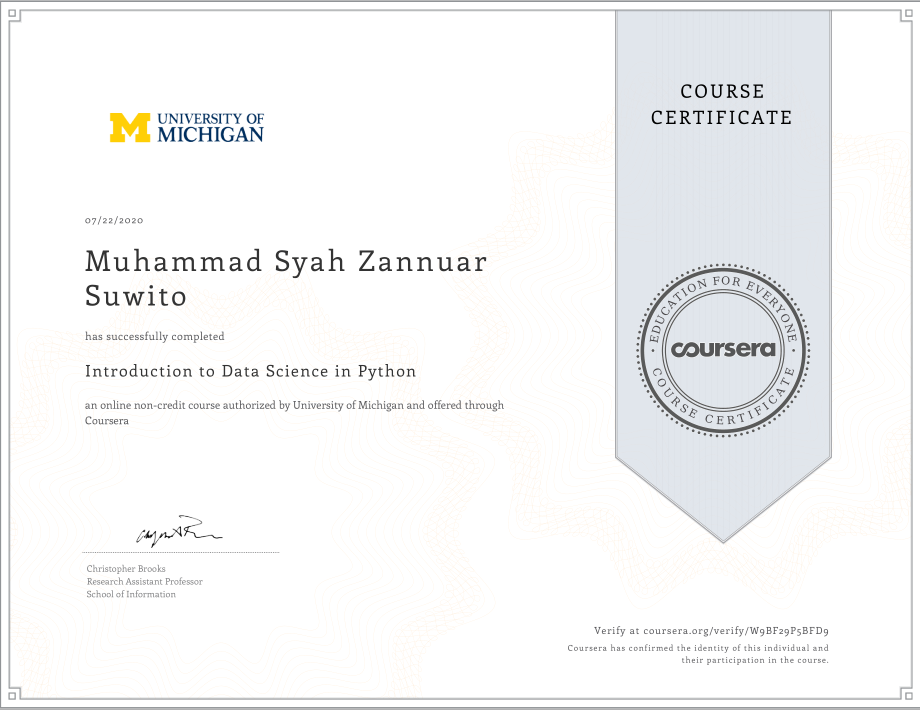 UNIVERSITY OF
MICHIGAN
COURSE
CERTIFICATE
07/22/2020
Muhammad Syah Zannuar
Suwito
has successfully completed
Introduction to Data Science in Python
an online non-credit course authorized by University of Michigan and offered through
Coursera
EDUCATION FOR EVERYONE
coursera
COURSE CERTIFICATE
Christopher Brooks
Research Assistant Professor
School of Information
Verify at coursera.org/verify/W9BF29P5BFD9
Coursera has confirmed the identity of this individual and
their participation in the course.